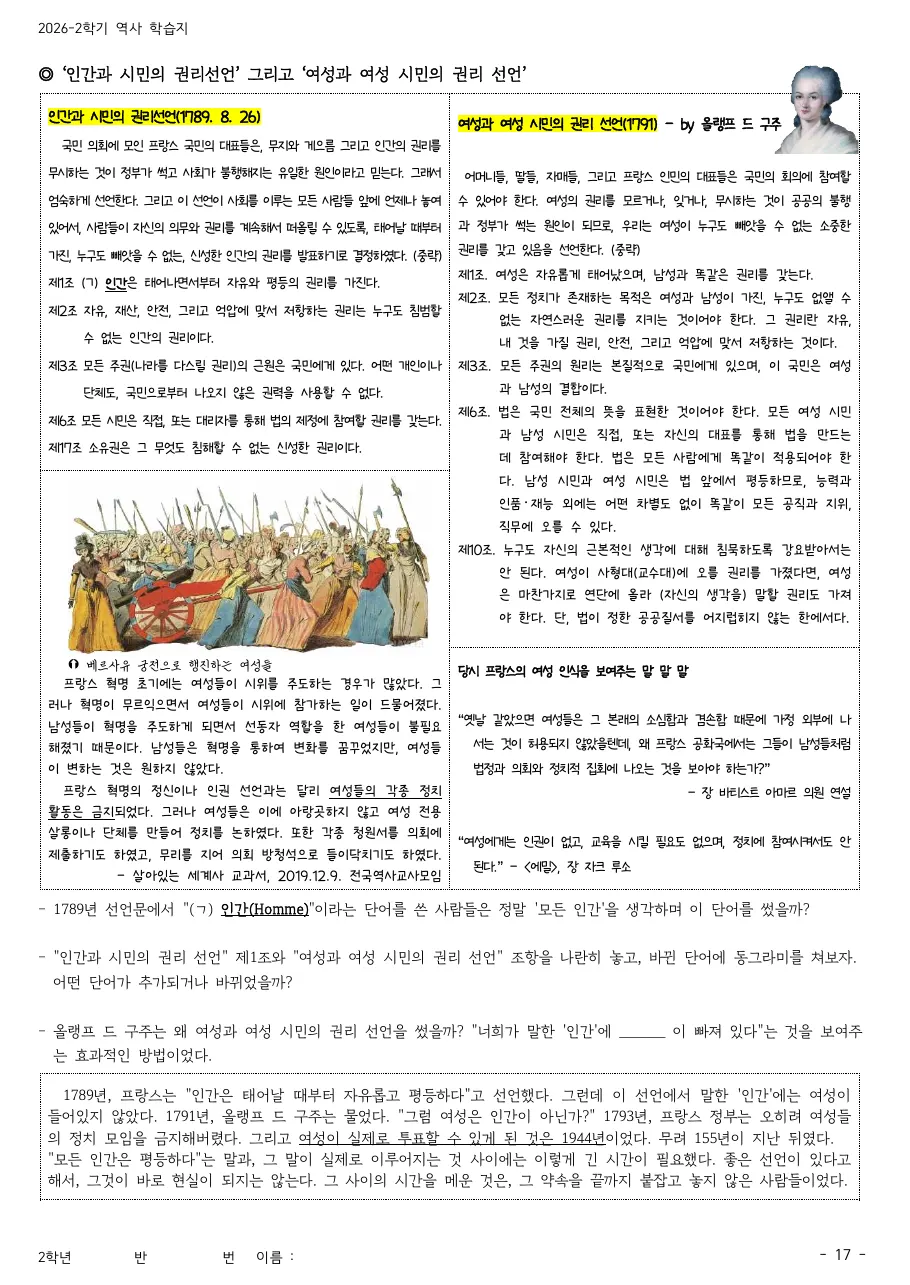 2026-2학기 역사 학습지
◎ ‘인간과 시민의 권리선언’ 그리고 ‘여성과 여성 시민의 권리 선언’
인간과 시민의 권리선언(1789. 8. 26)
국민 의회에 모인 프랑스 국민의 대표들은, 무지와 게으름 그리고 인간의 권리를
무시하는 것이 정부가 썩고 사회가 불행해지는 유일한 원인이라고 믿는다. 그래서
엄숙하게 선언한다. 그리고 이 선언이 사회를 이루는 모든 사람들 앞에 언제나 놓여
있어서, 사람들이 자신의 의무와 권리를 계속해서 떠올릴 수 있도록, 태어날 때부터
가진, 누구도 빼앗을 수 없는, 신성한 인간의 권리를 발표하기로 결정하였다. (중략)
제1조 (ㄱ) 인간은 태어나면서부터 자유와 평등의 권리를 가진다.
제2조 자유, 재산, 안전, 그리고 억압에 맞서 저항하는 권리는 누구도 침범할
수 없는 인간의 권리이다.
제3조 모든 주권(나라를 다스릴 권리)의 근원은 국민에게 있다. 어떤 개인이나
단체도, 국민으로부터 나오지 않은 권력을 사용할 수 없다.
제6조 모든 시민은 직접, 또는 대리자를 통해 법의 제정에 참여할 권리를 갖는다.
제17조 소유권은 그 무엇도 침해할 수 없는 신성한 권리이다.
베르사유 궁전으로 행진하는 여성들
프랑스 혁명 초기에는 여성들이 시위를 주도하는 경우가 많았다. 그
러나 혁명이 무르익으면서 여성들이 시위에 참가하는 일이 드물어졌다.
남성들이 혁명을 주도하게 되면서 선동자 역할을 한 여성들이 불필요
해졌기 때문이다. 남성들은 혁명을 통하여 변화를 꿈꾸었지만, 여성들
이 변하는 것은 원하지 않았다.
프랑스 혁명의 정신이나 인권 선언과는 달리 여성들의 각종 정치
활동은 금지되었다. 그러나 여성들은 이에 아랑곳하지 않고 여성 전용
살롱이나 단체를 만들어 정치를 논하였다. 또한 각종 청원서를 의회에
제출하기도 하였고, 무리를 지어 의회 방청석으로 들이닥치기도 하였다.
- 살아있는 세계사 교과서, 2019.12.9. 전국역사교사모임
여성과 여성 시민의 권리 선언(1791) - by 올랭프 드 구주
어머니들, 딸들, 자매들, 그리고 프랑스 인민의 대표들은 국민의 회의에 참여할
수 있어야 한다. 여성의 권리를 모르거나, 잊거나, 무시하는 것이 공공의 불행
과 정부가 썩는 원인이 되므로, 우리는 여성이 누구도 빼앗을 수 없는 소중한
권리를 갖고 있음을 선언한다. (중략)
제1조. 여성은 자유롭게 태어났으며, 남성과 똑같은 권리를 갖는다.
제2조. 모든 정치가 존재하는 목적은 여성과 남성이 가진, 누구도 없앨 수
없는 자연스러운 권리를 지키는 것이어야 한다. 그 권리란 자유,
내 것을 가질 권리, 안전, 그리고 억압에 맞서 저항하는 것이다.
제3조. 모든 주권의 원리는 본질적으로 국민에게 있으며, 이 국민은 여성
과 남성의 결합이다.
제6조. 법은 국민 전체의 뜻을 표현한 것이어야 한다. 모든 여성 시민
과 남성 시민은 직접, 또는 자신의 대표를 통해 법을 만드는
데 참여해야 한다. 법은 모든 사람에게 똑같이 적용되어야 한
다. 남성 시민과 여성 시민은 법 앞에서 평등하므로, 능력과
인품·재능 외에는 어떤 차별도 없이 똑같이 모든 공직과 지위,
직무에 오를 수 있다.
제10조. 누구도 자신의 근본적인 생각에 대해 침묵하도록 강요받아서는
안 된다. 여성이 사형대(교수대)에 오를 권리를 가졌다면, 여성
은 마찬가지로 연단에 올라 (자신의 생각을) 말할 권리도 가져
야 한다. 단, 법이 정한 공공질서를 어지럽히지 않는 한에서다.
당시 프랑스의 여성 인식을 보여주는 말 말 말
“옛날 같았으면 여성들은 그 본래의 소심함과 겸손함 때문에 가정 외부에 나
서는 것이 허용되지 않았을텐데, 왜 프랑스 공화국에서는 그들이 남성들처럼
법정과 의회와 정치적 집회에 나오는 것을 보아야 하는가?”
- 장 바티스트 아마르 의원 연설
“여성에게는 인권이 없고, 교육을 시킬 필요도 없으며, 정치에 참여시켜서도 안
된다.” - <에밀>, 장 자크 루소
- 1789년 선언문에서 "(ㄱ) 인간(Homme)"이라는 단어를 쓴 사람들은 정말 '모든 인간'을 생각하며 이 단어를 썼을까?
- "인간과 시민의 권리 선언" 제1조와 "여성과 여성 시민의 권리 선언" 조항을 나란히 놓고, 바뀐 단어에 동그라미를 쳐보자.
어떤 단어가 추가되거나 바뀌었을까?
- 올랭프 드 구주는 왜 여성과 여성 시민의 권리 선언을 썼을까? "너희가 말한 '인간'에 ______ 이 빠져 있다"는 것을 보여주
는 효과적인 방법이었다.
1789년, 프랑스는 "인간은 태어날 때부터 자유롭고 평등하다"고 선언했다. 그런데 이 선언에서 말한 '인간'에는 여성이
들어있지 않았다. 1791년, 올랭프 드 구주는 물었다. "그럼 여성은 인간이 아닌가?" 1793년, 프랑스 정부는 오히려 여성들
의 정치 모임을 금지해버렸다. 그리고 여성이 실제로 투표할 수 있게 된 것은 1944년이었다. 무려 155년이 지난 뒤였다.
"모든 인간은 평등하다"는 말과, 그 말이 실제로 이루어지는 것 사이에는 이렇게 긴 시간이 필요했다. 좋은 선언이 있다고
해서, 그것이 바로 현실이 되지는 않는다. 그 사이의 시간을 메운 것은, 그 약속을 끝까지 붙잡고 놓지 않은 사람들이었다.
2학년 반 번 이름 :
- 17 -